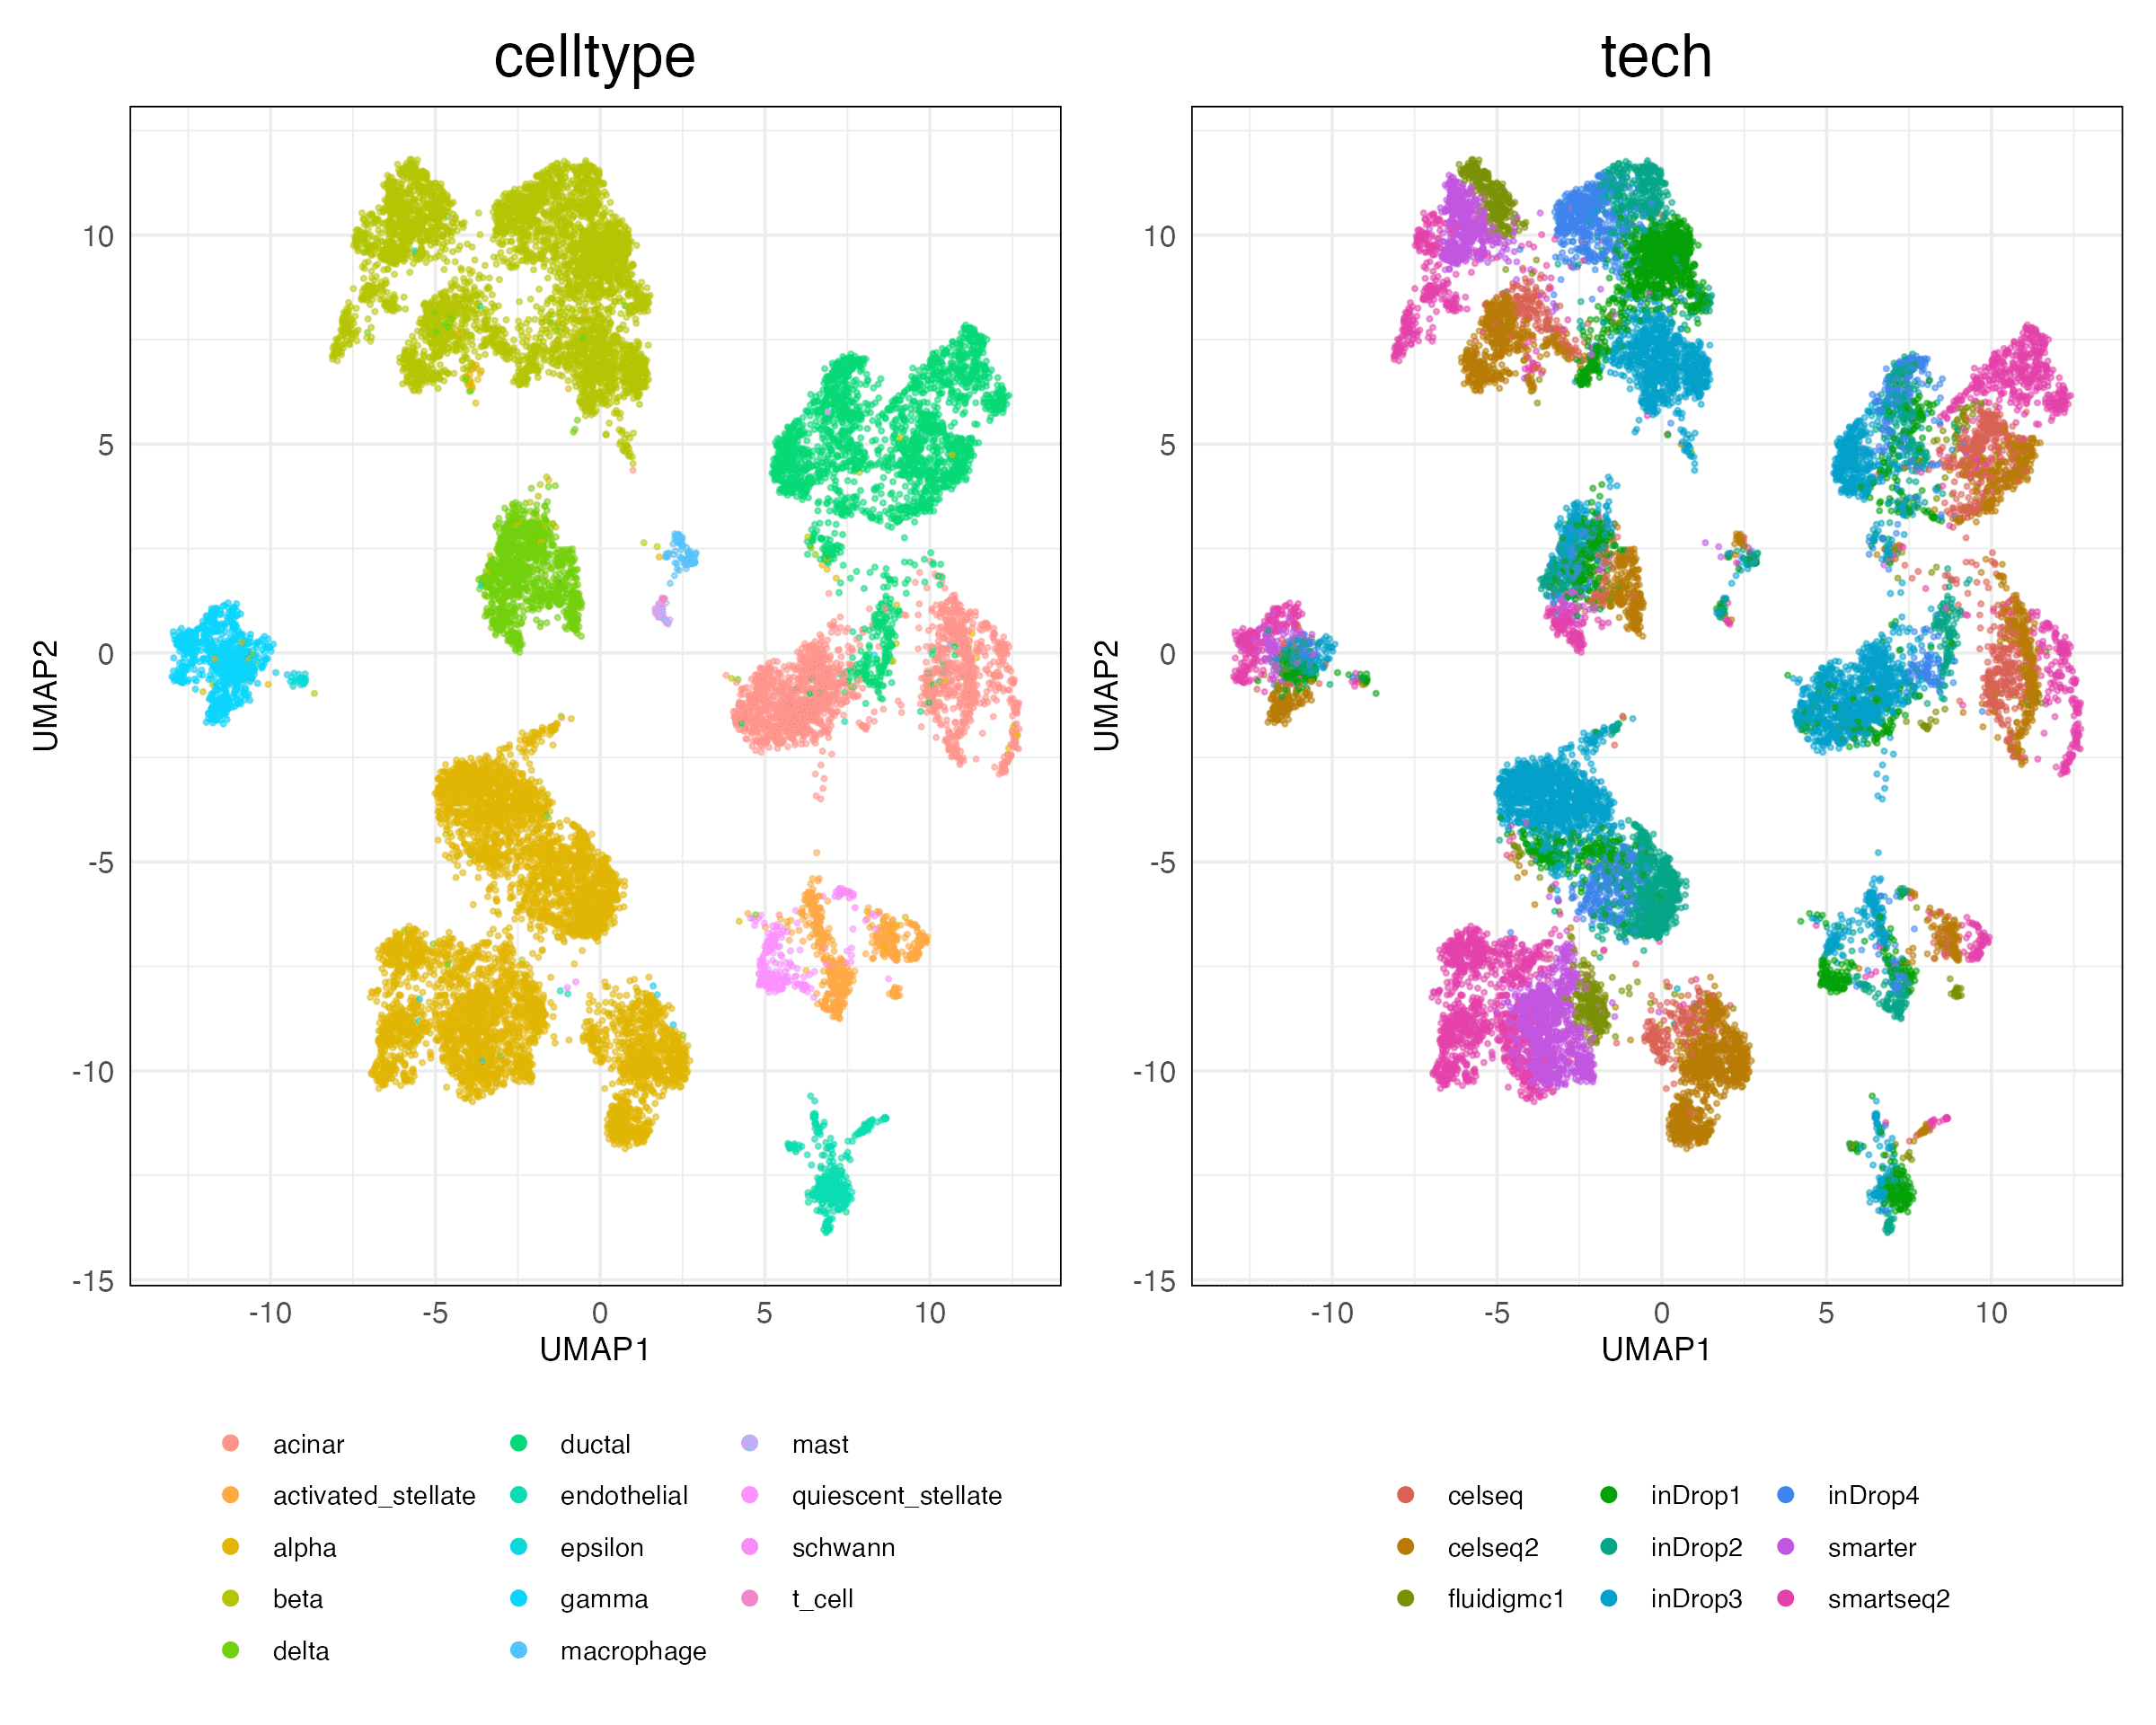 celltype
tech
10
5
0
-5
-10
-15
UMAP2
-10 -5 0 5 10
UMAP1
10
5
0
-5
-10
-15
UMAP2
-10 -5 0 5 10
UMAP1
acinar
activated_stellate
alpha
beta
delta
ductal
endothelial
epsilon
gamma
macrophage
mast
quiescent_stellate
schwann
t_cell
celseq
celseq2
fluidigmc1
inDrop1
inDrop2
inDrop3
inDrop4
smarter
smartseq2